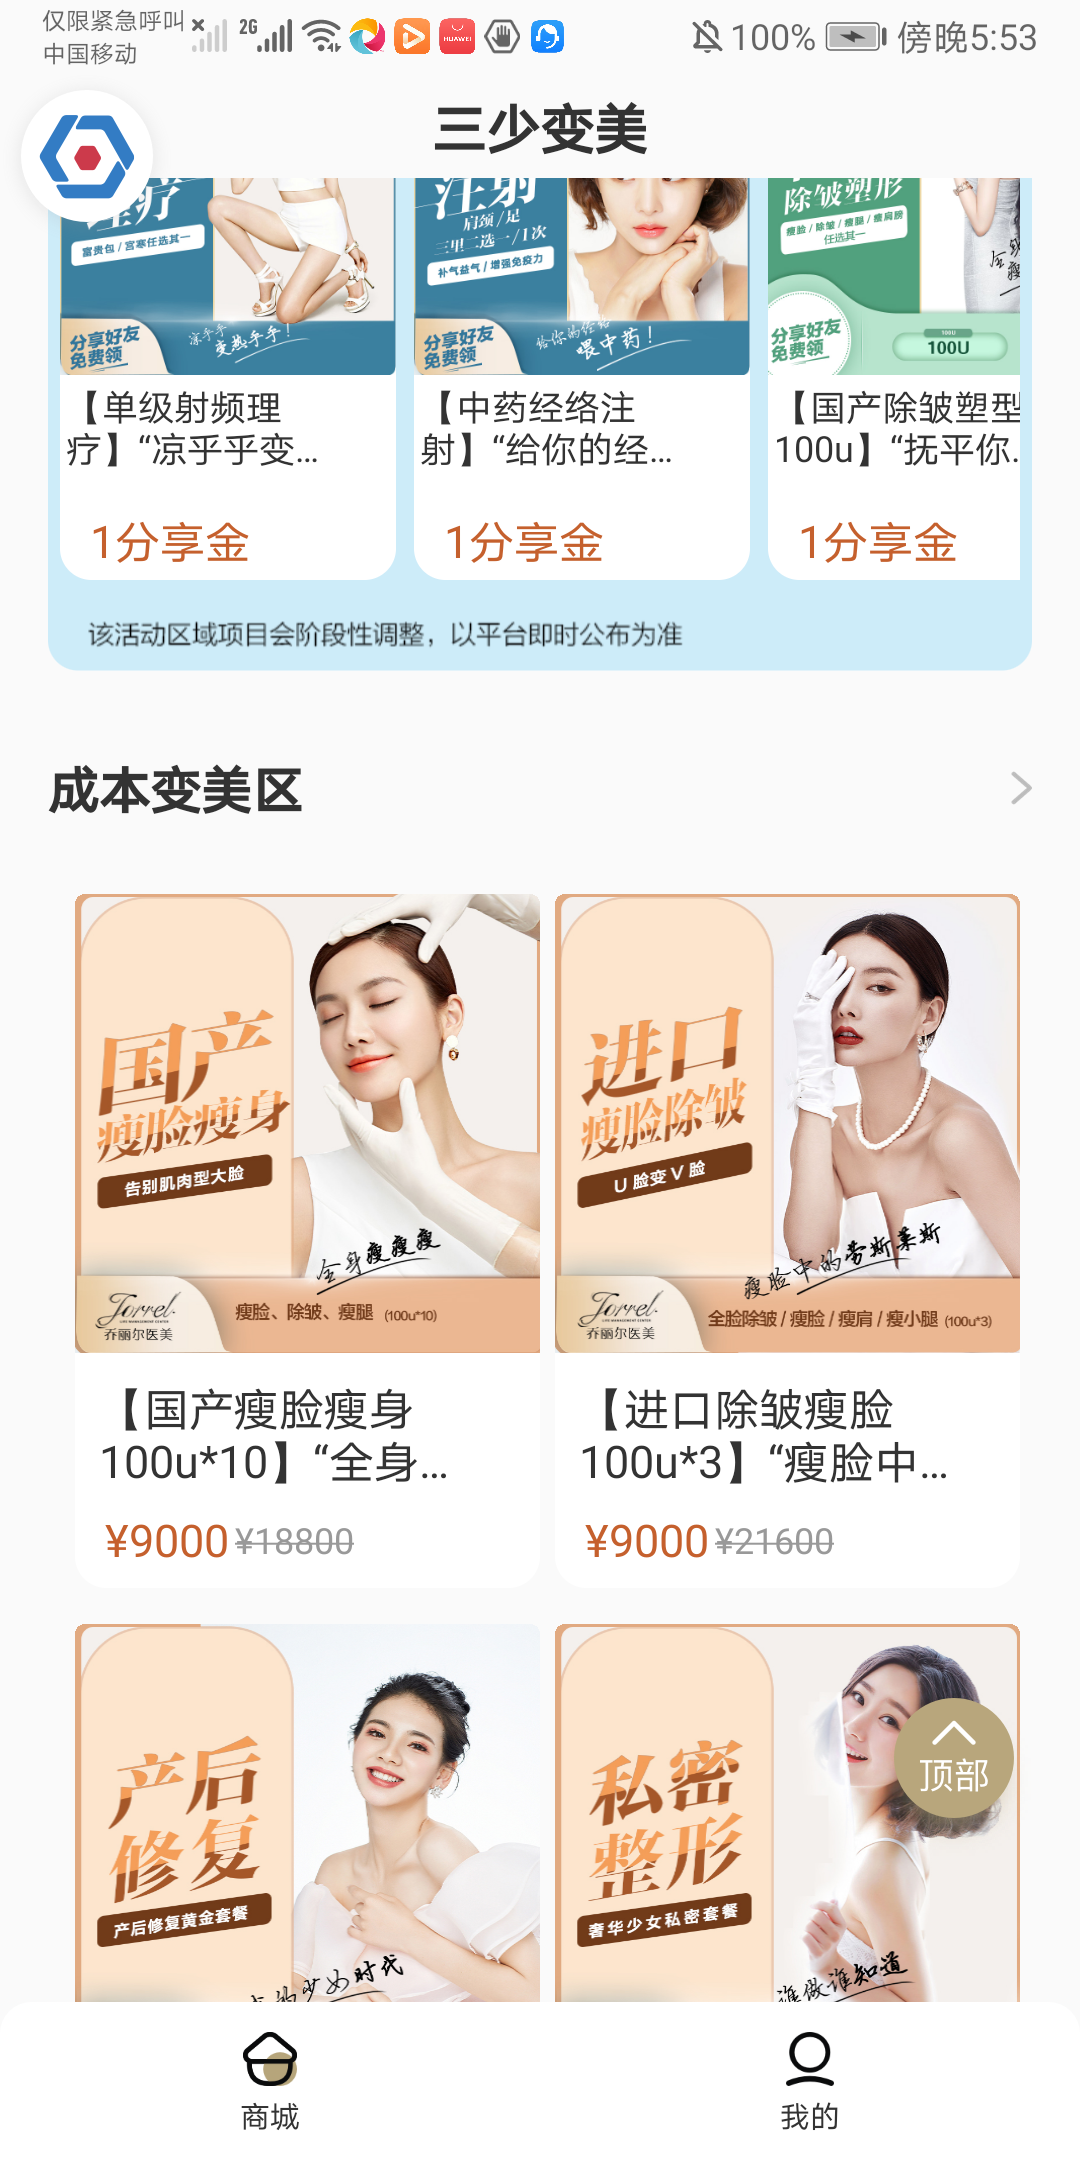 仅限紧急呼叫
中国移动
2G
HUAWEI
100%
傍晚5:53
三少变美
理疗
富贵包 / 宫寒任选其一
分享好友
免费领
凉乎乎
变热乎乎！
注射
肩颈/足
三里二选一/1次
补气益气 / 增强免疫力
分享好友
免费领
给你的经络
喂中药！
除皱塑形
瘦脸 / 除皱 / 瘦腿 / 瘦肩膀
任选其一
分享好友
免费领
100U
100U
【单级射频理
疗】“凉乎乎变...
1分享金
【中药经络注
射】“给你的经...
1分享金
【国产除皱塑型
100u】“抚平你.
1分享金
该活动区域项目会阶段性调整，以平台即时公布为准
成本变美区
国产
瘦脸瘦身
告别肌肉型大脸
全身瘦瘦瘦
Jorrel
LIFE MANAGEMENT CENTER
乔丽尔医美
瘦脸、除皱、瘦腿 (100u*10)
进口
瘦脸除皱
U 脸变 V 脸
瘦脸中的劳斯莱斯
Jorrel
LIFE MANAGEMENT CENTER
乔丽尔医美
全脸除皱 / 瘦脸 / 瘦肩 / 瘦小腿 (100u*3)
【国产瘦脸瘦身
100u*10】“全身...
¥9000 ¥18800
【进口除皱瘦脸
100u*3】“瘦脸中...
¥9000 ¥21600
产后
修复
产后修复黄金套餐
的少女时代
私密
整形
奢华少女私密套餐
谁做谁知道
顶部
商城
我的